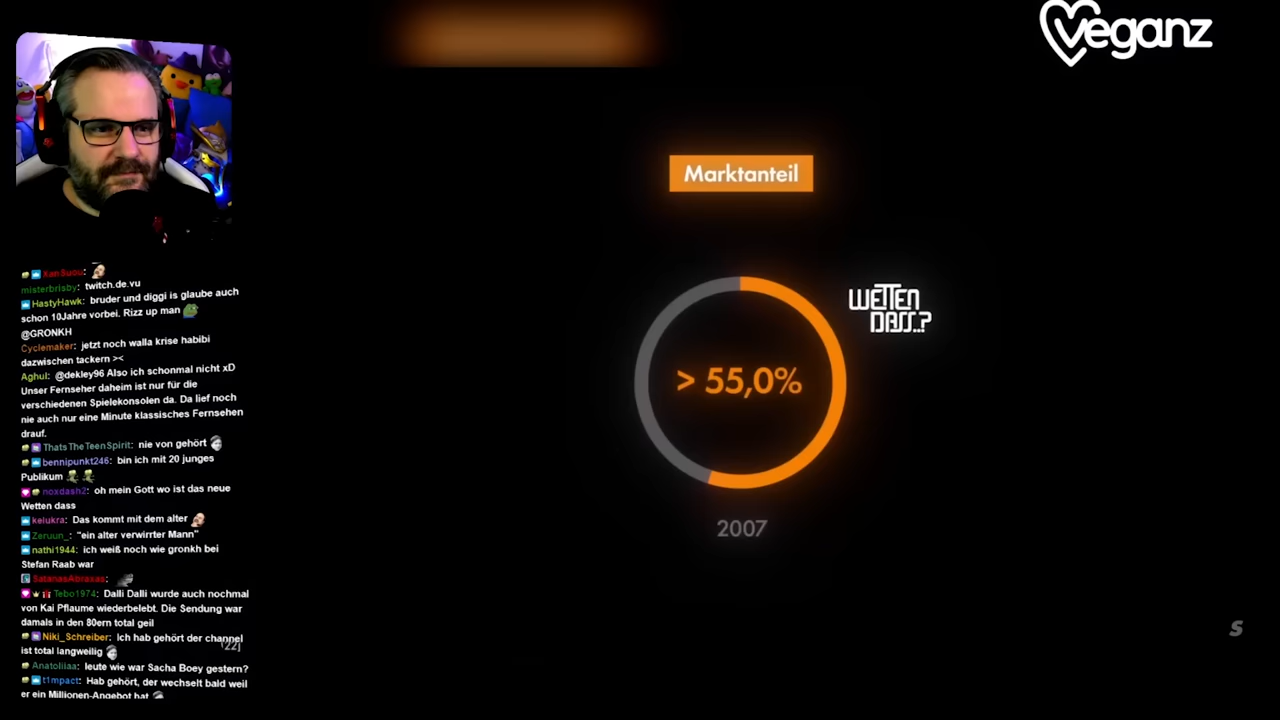 Veganz
Marktanteil
WETTEN
DASS..?
> 55,0%
2007
S
XanSuou:
misterbrisby: twitch.de.vu
HastyHawk: bruder und diggi is glaube auch
schon 10Jahre vorbei. Rizz up man
@GRONKH
Cyclemaker: jetzt noch walla krise habibi
dazwischen tackern ><
Aghul: @dekley96 Also ich schonmal nicht xD
Unser Fernseher daheim ist nur für die
verschiedenen Spielekonsolen da. Da lief noch
nie auch nur eine Minute klassisches Fernsehen
drauf.
ThatsTheTeenSpirit: nie von gehört
bennipunkt246: bin ich mit 20 junges
Publikum
noxdash2: oh mein Gott wo ist das neue
Wetten dass
kelukra: Das kommt mit dem alter
Zeruun_: "ein alter verwirrter Mann"
nathi1944: ich weiß noch wie gronkh bei
Stefan Raab war
SatanasAbraxas:
Tebo1974: Dalli Dalli wurde auch nochmal
von Kai Pflaume wiederbelebt. Die Sendung war
damals in den 80ern total geil
Niki_Schreiber: Ich hab gehört der channel
ist total langweilig
Anatoliiaa: leute wie war Sacha Boey gestern?
t1mpact: Hab gehört, der wechselt bald weil
er ein Millionen-Angebot hat